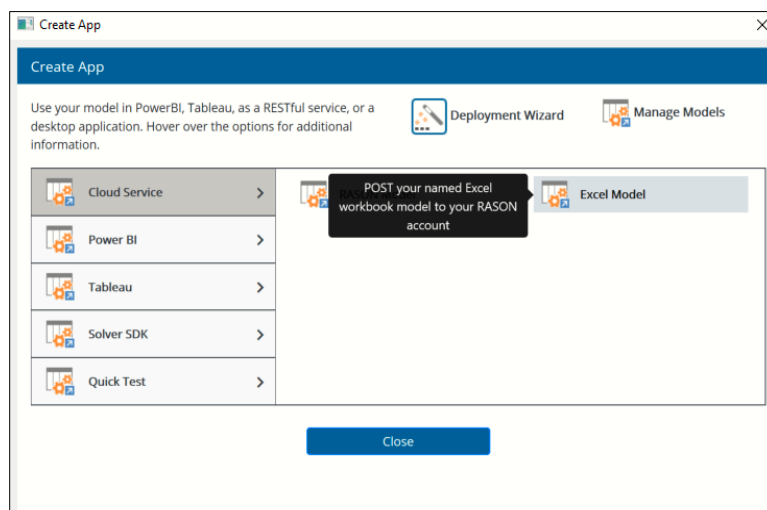 Create App
Create App
Use your model in PowerBI, Tableau, as a RESTful service, or a
desktop application. Hover over the options for additional
information.
Deployment Wizard
Manage Models
Cloud Service
Power BI
Tableau
Solver SDK
Quick Test
POST your named Excel
workbook model to your RASON
account
Excel Model
Close